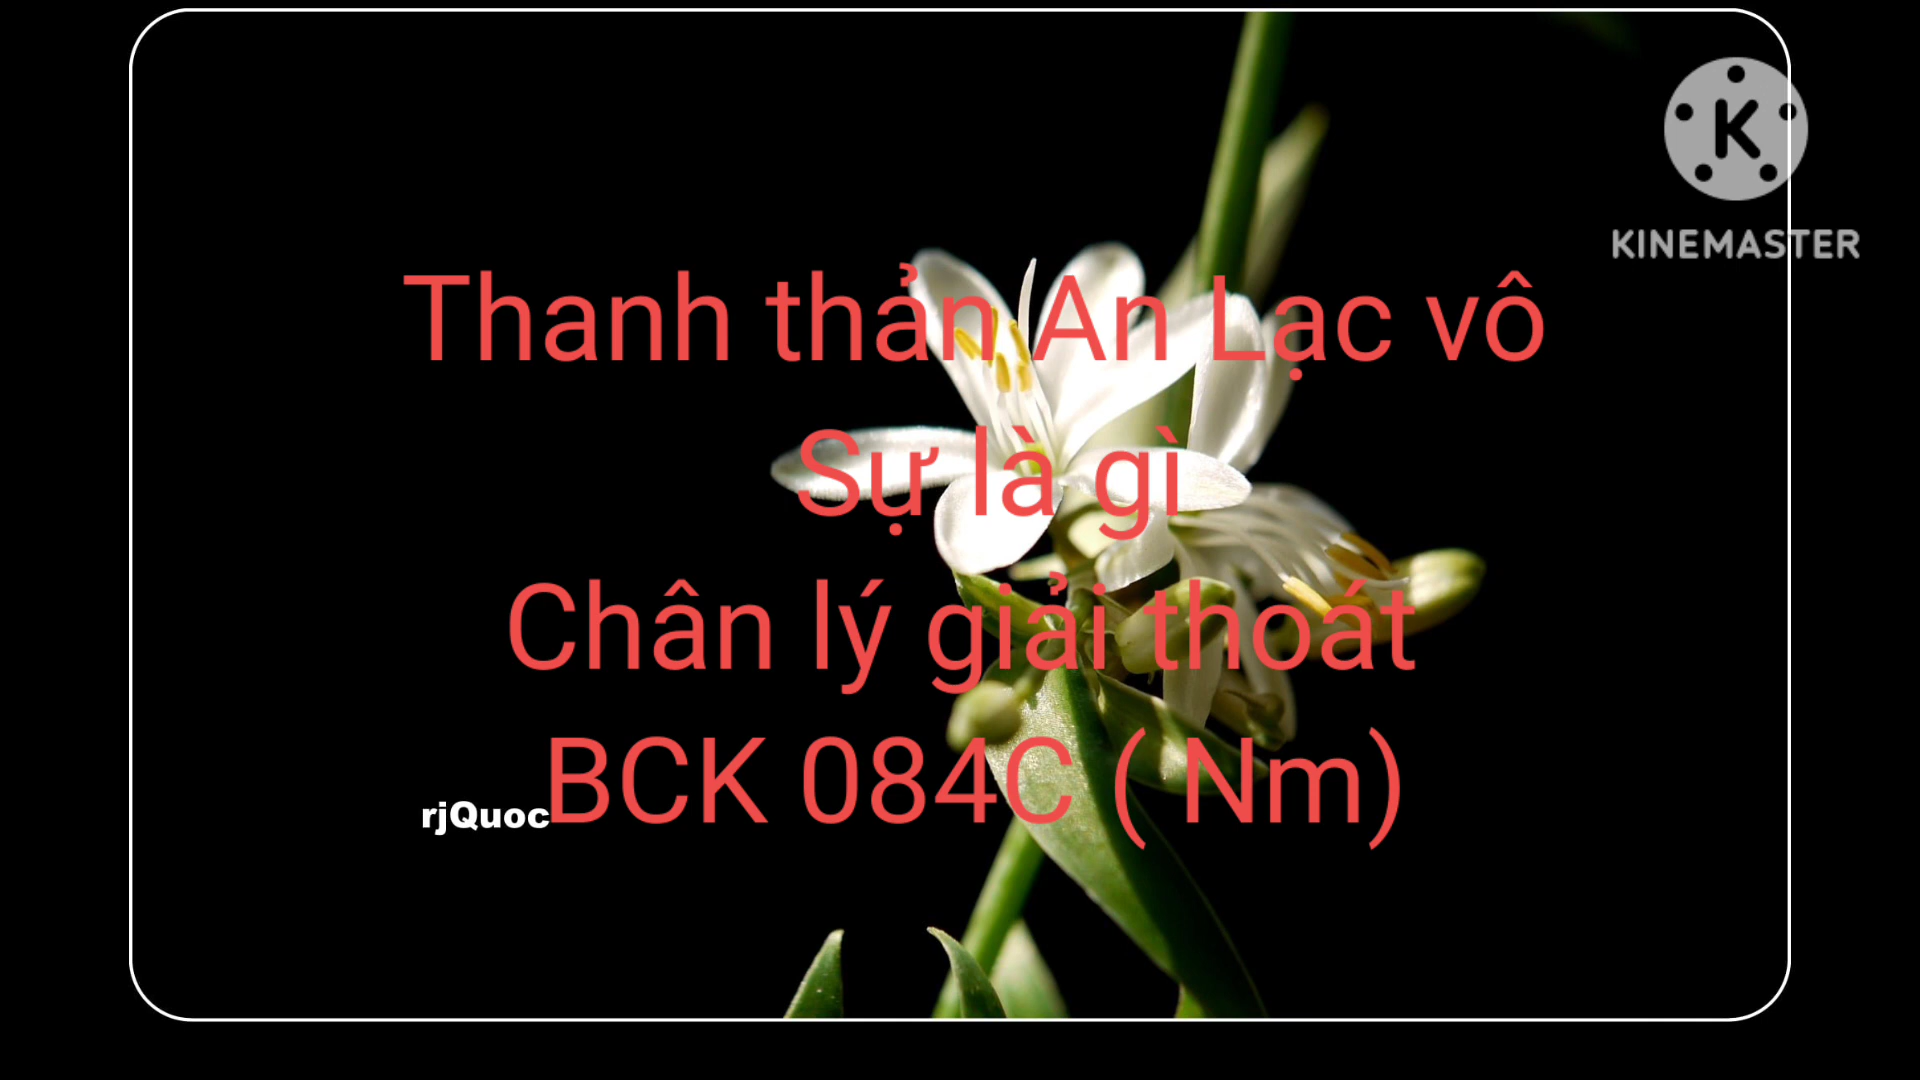 K
KINEMASTER
Thanh thản An Lạc vô
Sự là gì
Chân lý giải thoát
BCK 084C ( Nm)
rjQuoc